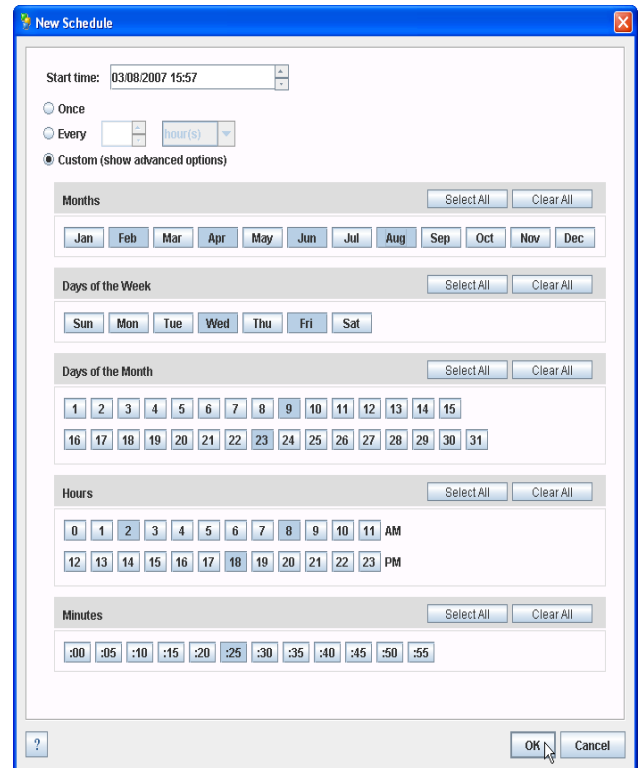 New Schedule
Start time: 03/08/2007 15:57
Once
Every hour(s)
Custom (show advanced options)
Months Select All Clear All
Jan Feb Mar Apr May Jun Jul Aug Sep Oct Nov Dec
Days of the Week Select All Clear All
Sun Mon Tue Wed Thu Fri Sat
Days of the Month Select All Clear All
1 2 3 4 5 6 7 8 9 10 11 12 13 14 15
16 17 18 19 20 21 22 23 24 25 26 27 28 29 30 31
Hours Select All Clear All
0 1 2 3 4 5 6 7 8 9 10 11 AM
12 13 14 15 16 17 18 19 20 21 22 23 PM
Minutes Select All Clear All
:00 :05 :10 :15 :20 :25 :30 :35 :40 :45 :50 :55
? OK Cancel